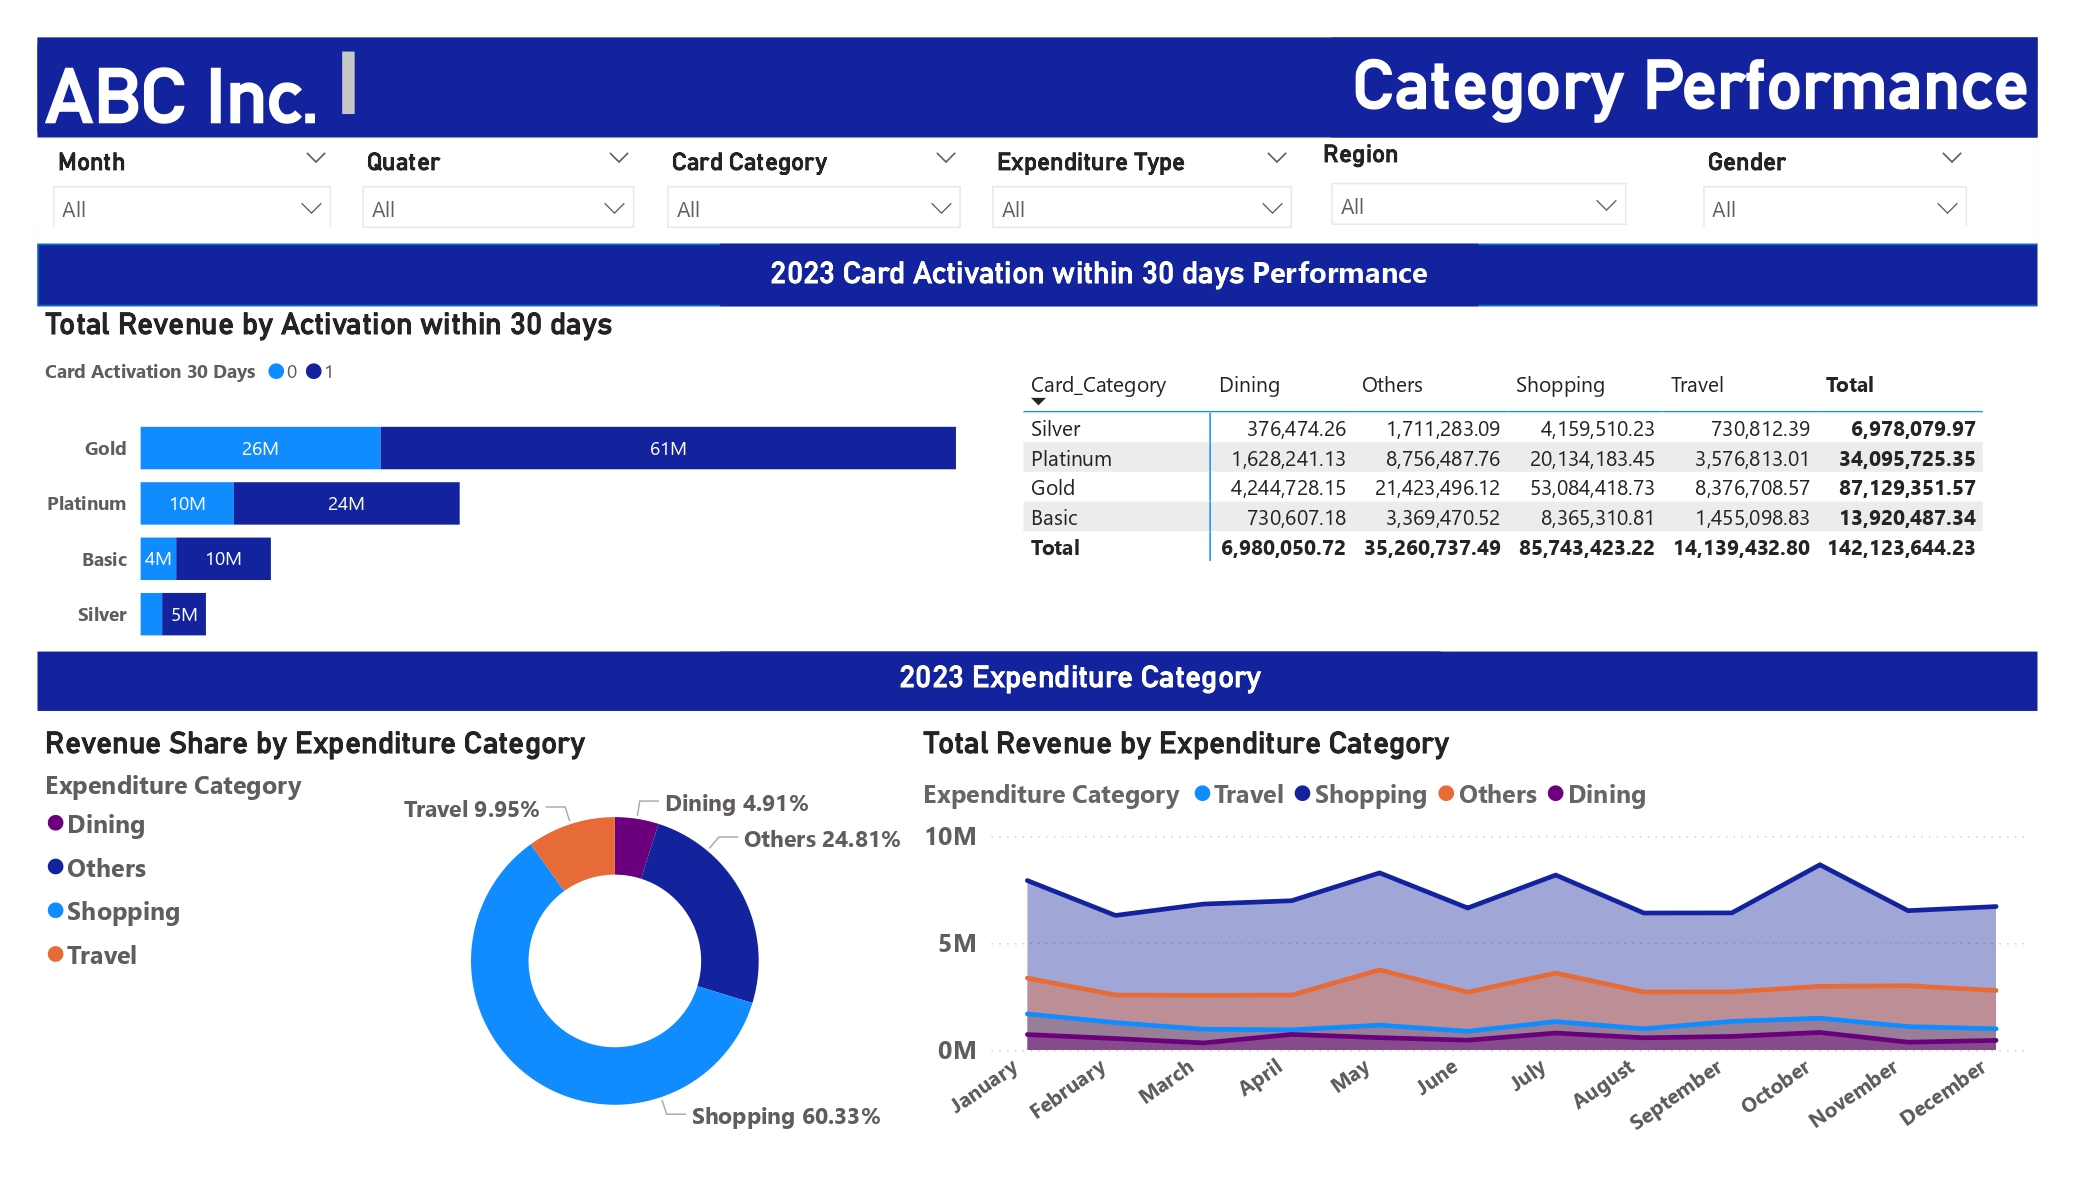 ABC Inc.
Category Performance
Month
Quater
Card Category
Expenditure Type
Region
Gender
All
All
All
All
All
All
2023 Card Activation within 30 days Performance
Total Revenue by Activation within 30 days
Card Activation 30 Days 0 1
Gold 26M 61M
Platinum 10M 24M
Basic 4M 10M
Silver 5M
Card_Category Dining Others Shopping Travel Total
Silver 376,474.26 1,711,283.09 4,159,510.23 730,812.39 6,978,079.97
Platinum 1,628,241.13 8,756,487.76 20,134,183.45 3,576,813.01 34,095,725.35
Gold 4,244,728.15 21,423,496.12 53,084,418.73 8,376,708.57 87,129,351.57
Basic 730,607.18 3,369,470.52 8,365,310.81 1,455,098.83 13,920,487.34
Total 6,980,050.72 35,260,737.49 85,743,423.22 14,139,432.80 142,123,644.23
2023 Expenditure Category
Revenue Share by Expenditure Category
Expenditure Category
Dining
Others
Shopping
Travel
Travel 9.95%
Dining 4.91%
Others 24.81%
Shopping 60.33%
Total Revenue by Expenditure Category
Expenditure Category Travel Shopping Others Dining
10M
5M
0M
January
February
March
April
May
June
July
August
September
October
November
December